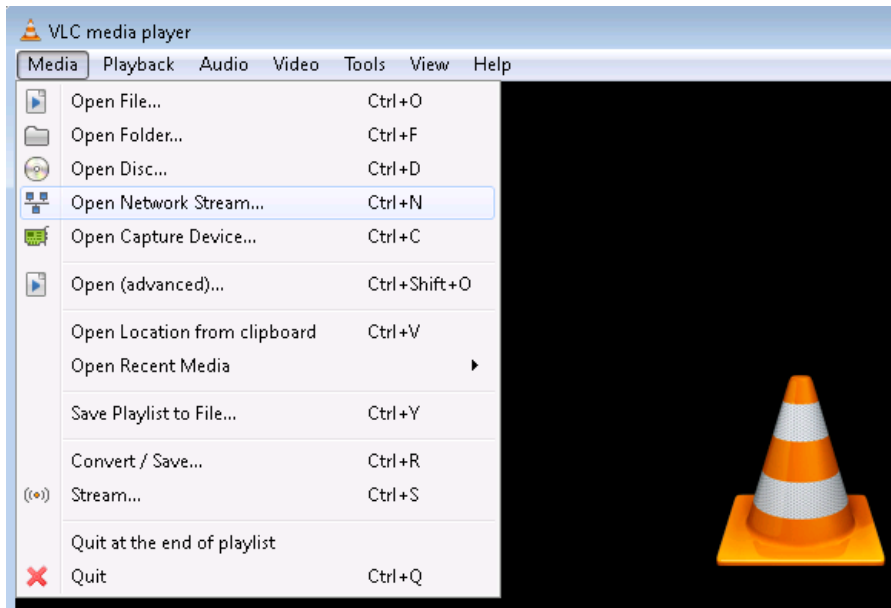 VLC media player
Media Playback Audio Video Tools View Help
Open File... Ctrl+O
Open Folder... Ctrl+F
Open Disc... Ctrl+D
Open Network Stream... Ctrl+N
Open Capture Device... Ctrl+C
Open (advanced)... Ctrl+Shift+O
Open Location from clipboard Ctrl+V
Open Recent Media
Save Playlist to File... Ctrl+Y
Convert / Save... Ctrl+R
Stream... Ctrl+S
Quit at the end of playlist
Quit Ctrl+Q